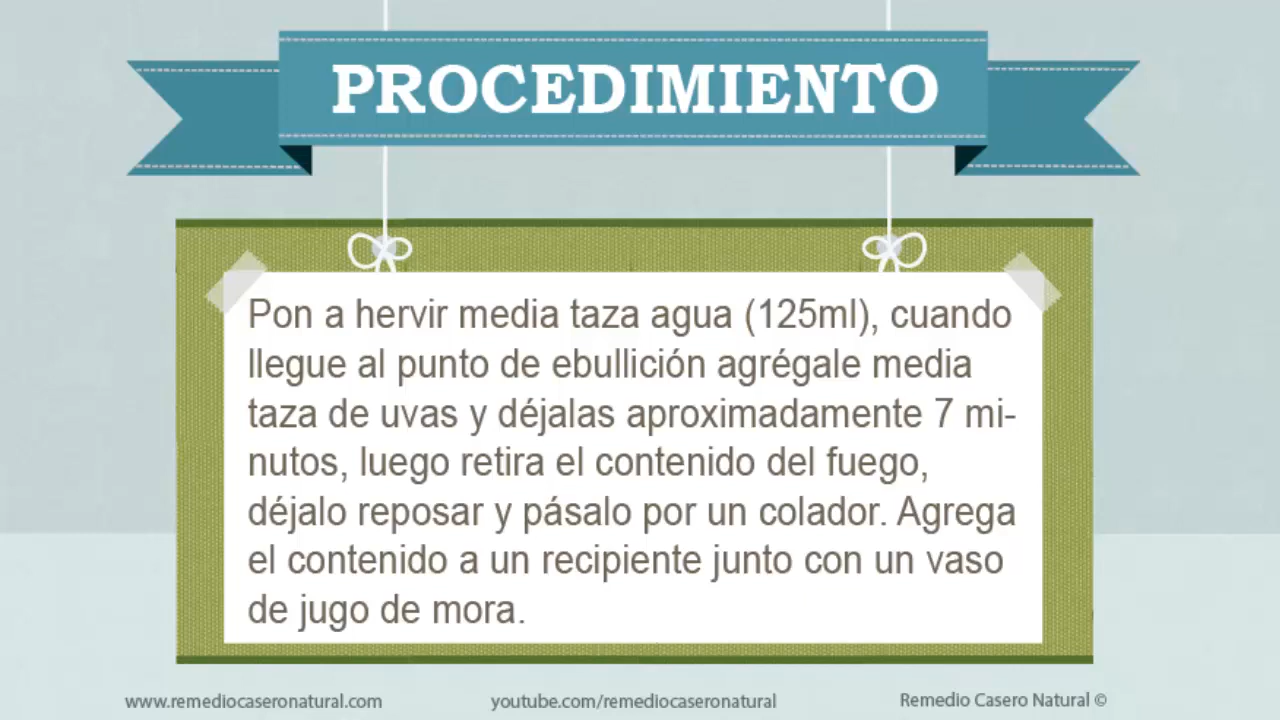 PROCEDIMIENTO
Pon a hervir media taza agua (125ml), cuando
llegue al punto de ebullición agrégale media
taza de uvas y déjalas aproximadamente 7 mi-
nutos, luego retira el contenido del fuego,
déjalo reposar y pásalo por un colador. Agrega
el contenido a un recipiente junto con un vaso
de jugo de mora.
www.remediocaseronatural.com youtube.com/remediocaseronatural Remedio Casero Natural ©